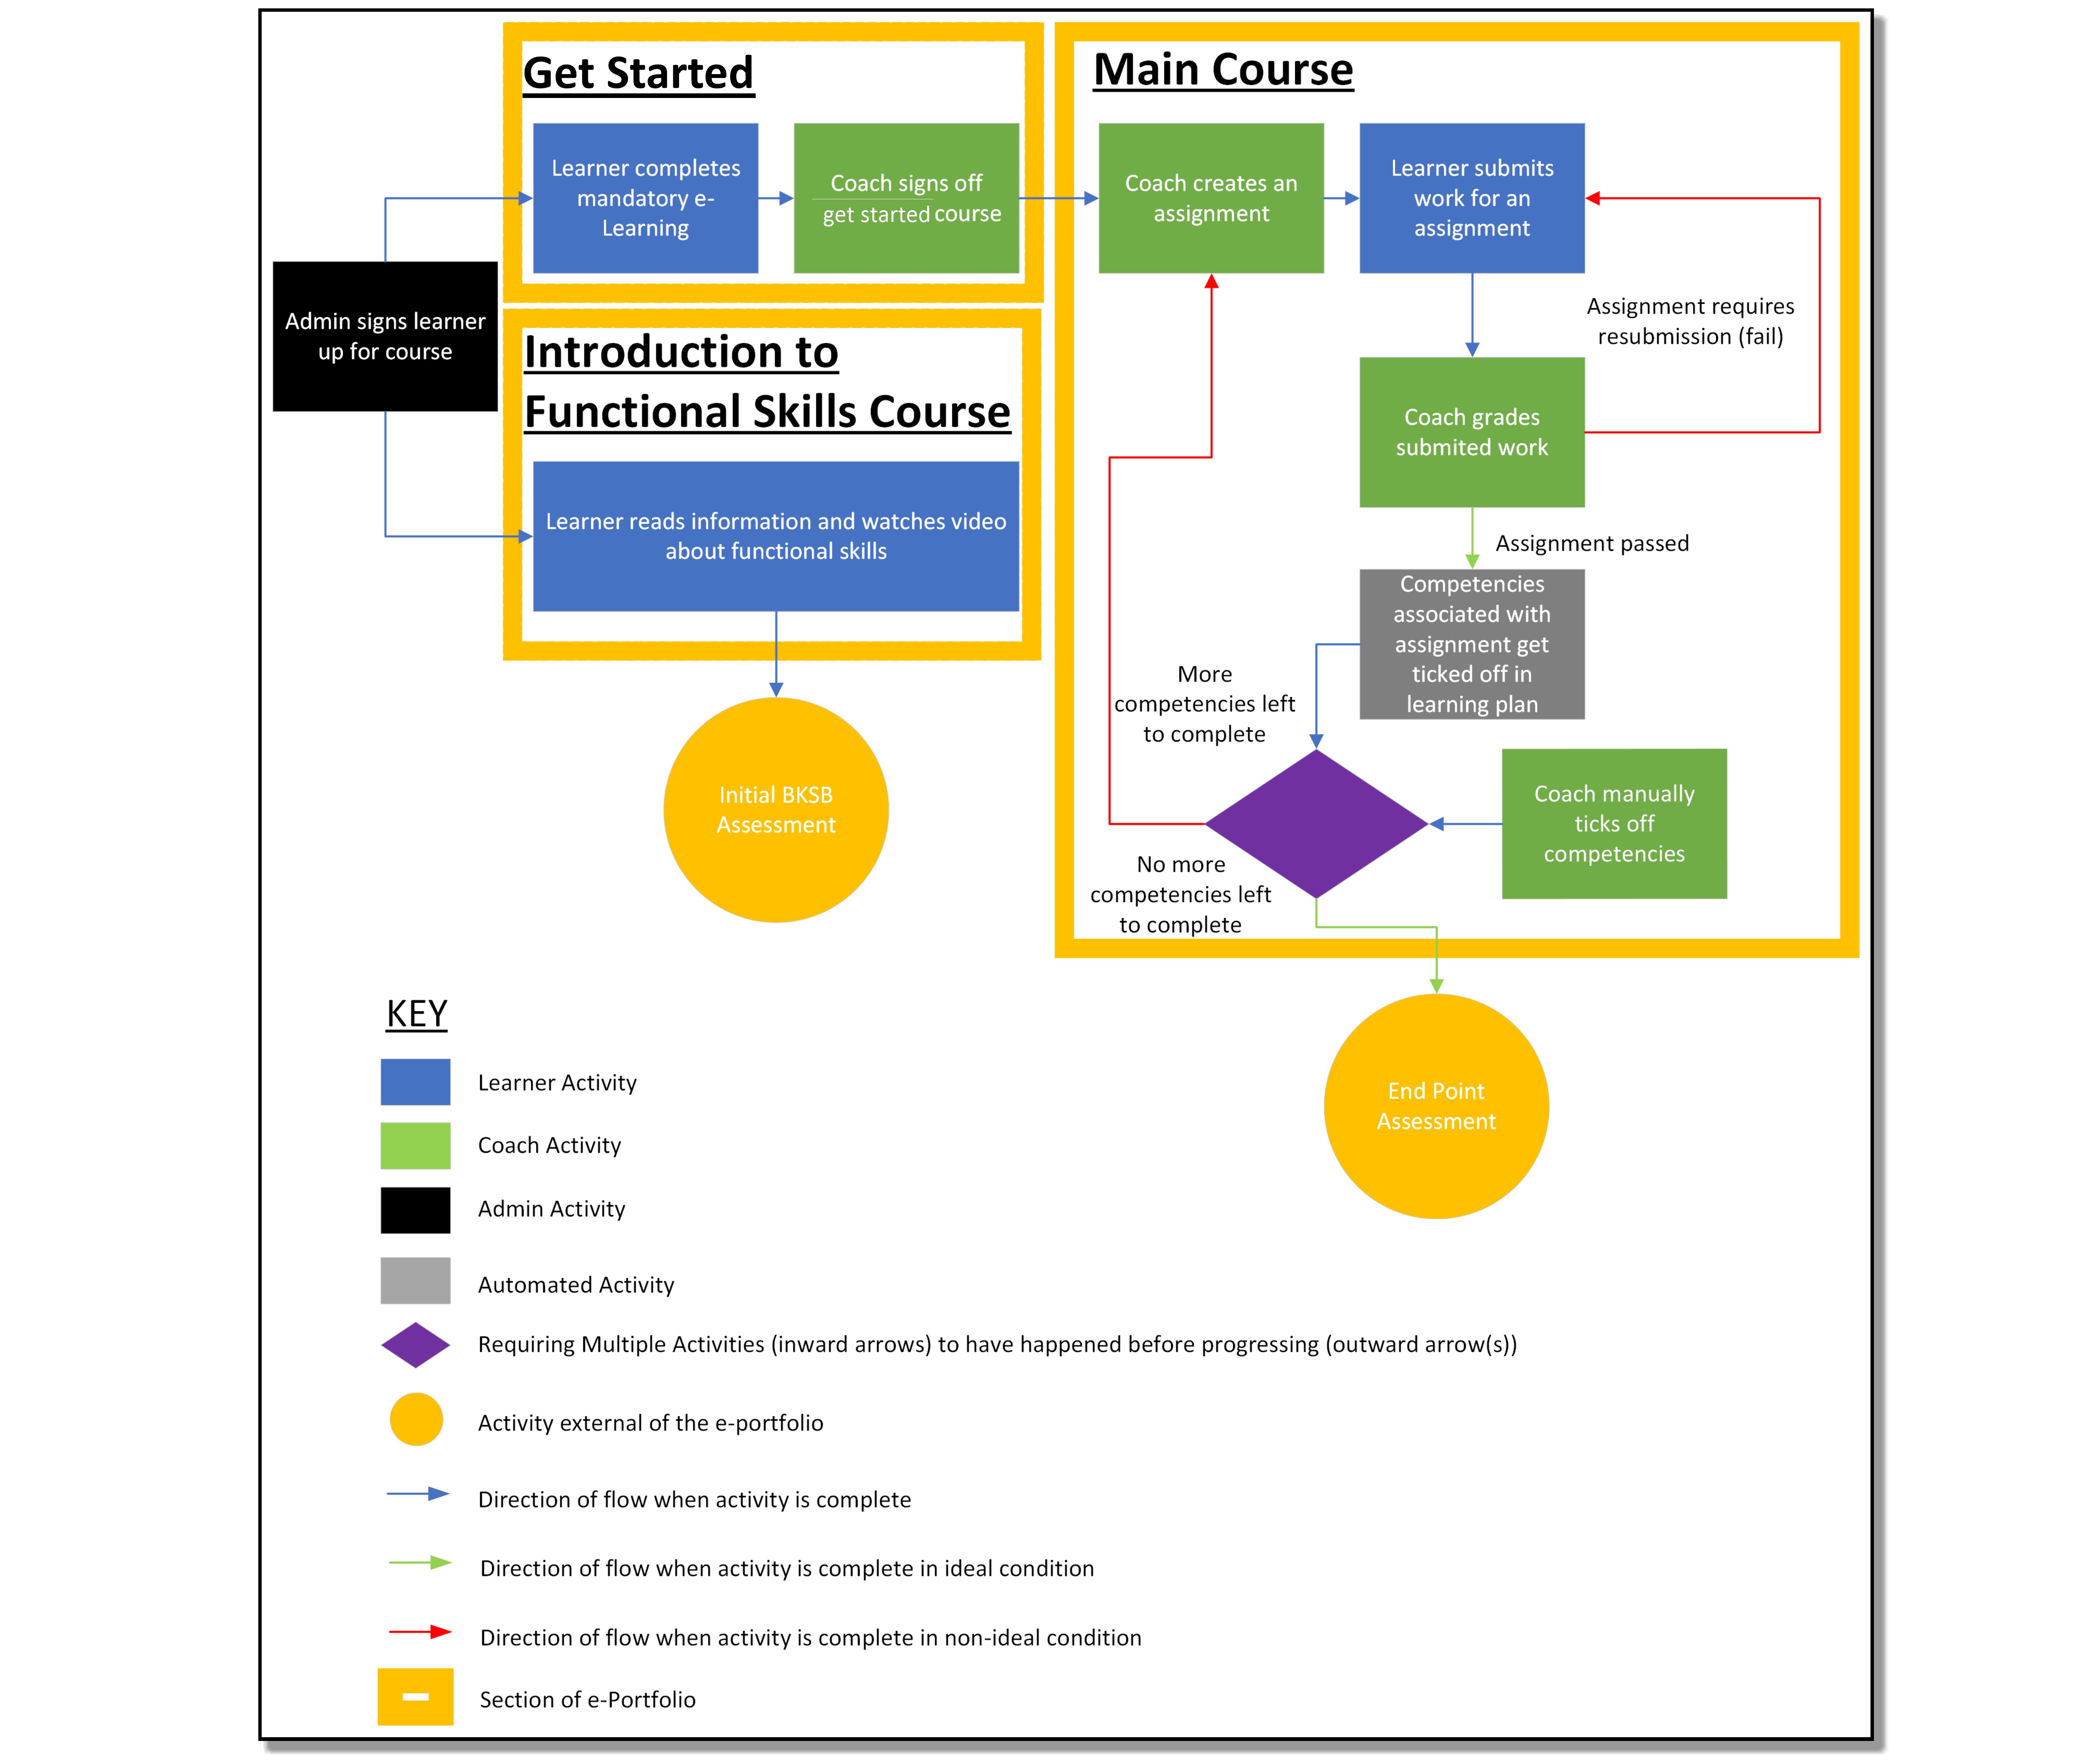 Get Started
Learner completes
mandatory e-
Learning
Coach signs off
get started course
Admin signs learner
up for course
Introduction to
Functional Skills Course
Learner reads information and watches video
about functional skills
Initial BKSB
Assessment
Main Course
Coach creates an
assignment
Learner submits
work for an
assignment
Assignment requires
resubmission (fail)
Coach grades
submited work
Assignment passed
Competencies
associated with
assignment get
ticked off in
learning plan
More
competencies left
to complete
Coach manually
ticks off
competencies
No more
competencies left
to complete
End Point
Assessment
KEY
Learner Activity
Coach Activity
Admin Activity
Automated Activity
Requiring Multiple Activities (inward arrows) to have happened before progressing (outward arrow(s))
Activity external of the e-portfolio
Direction of flow when activity is complete
Direction of flow when activity is complete in ideal condition
Direction of flow when activity is complete in non-ideal condition
Section of e-Portfolio